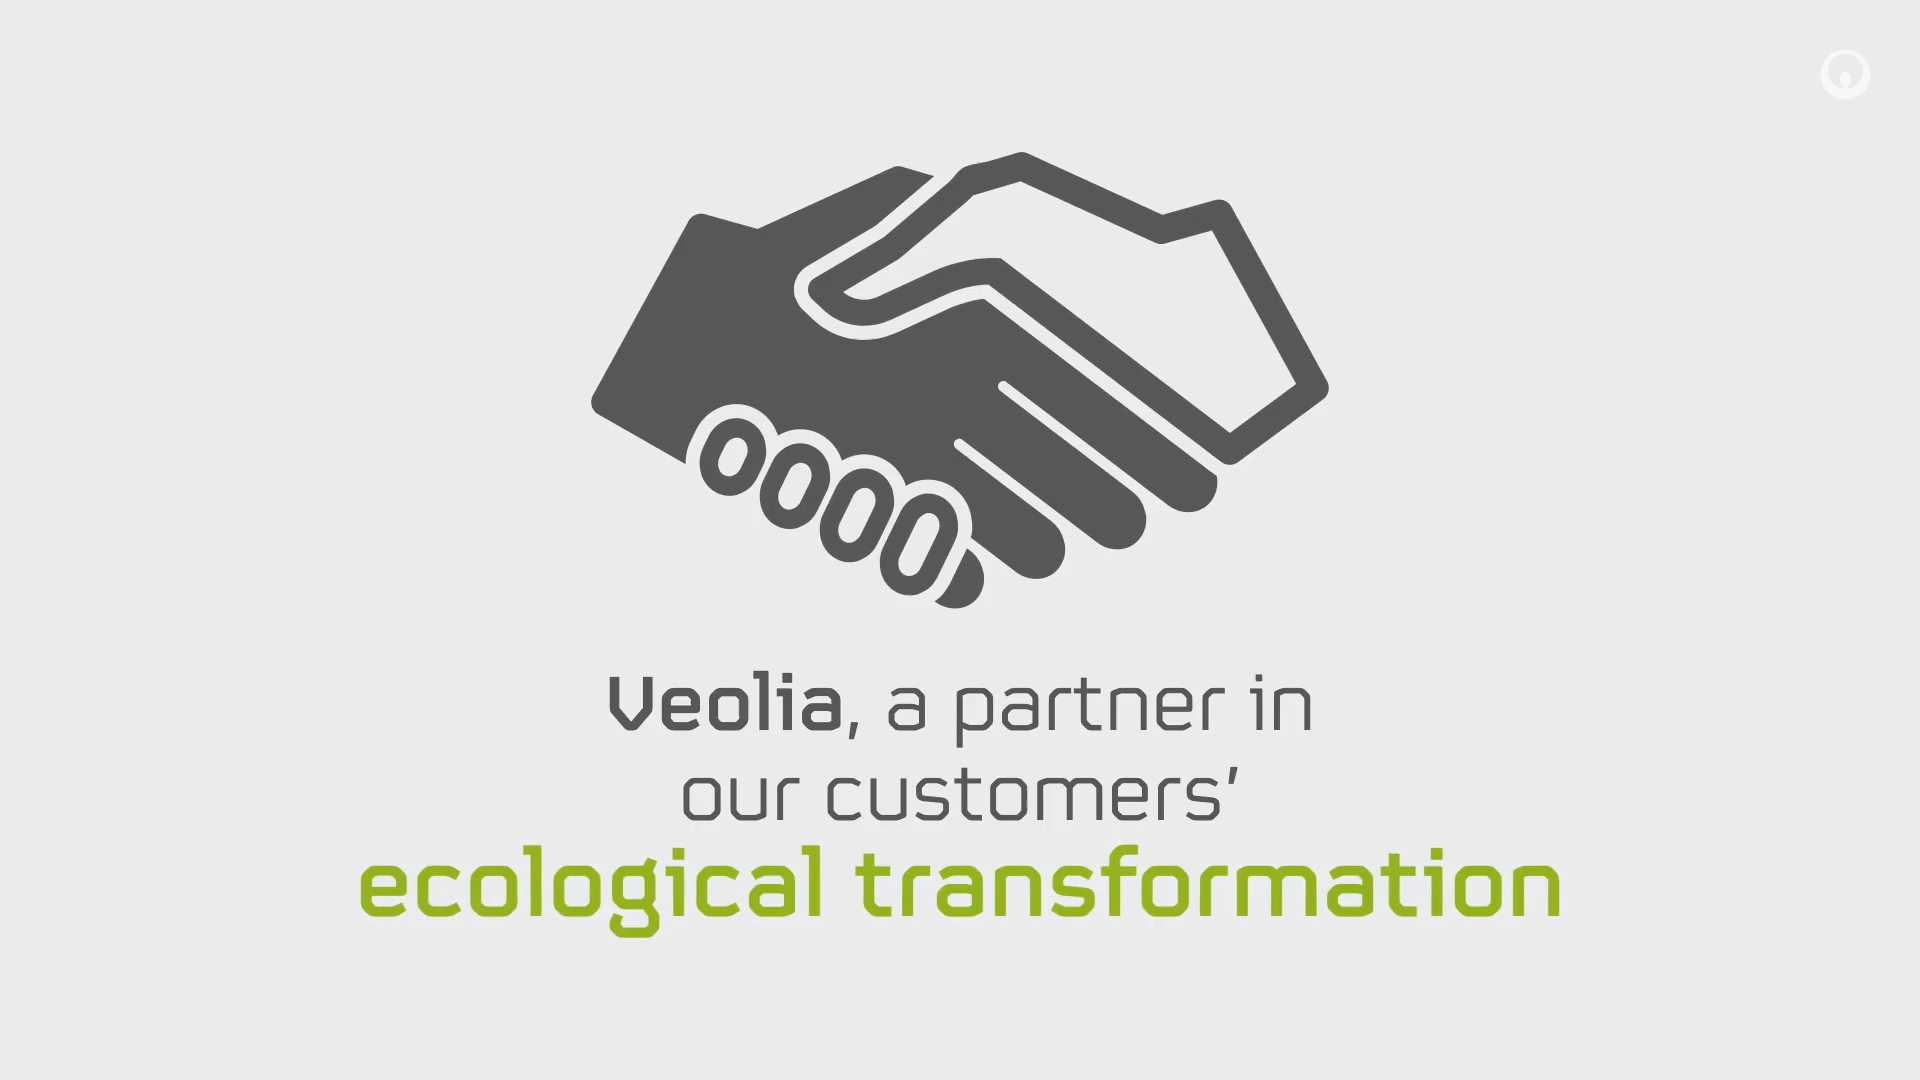 Veolia, a partner in
our customers’
ecological transformation